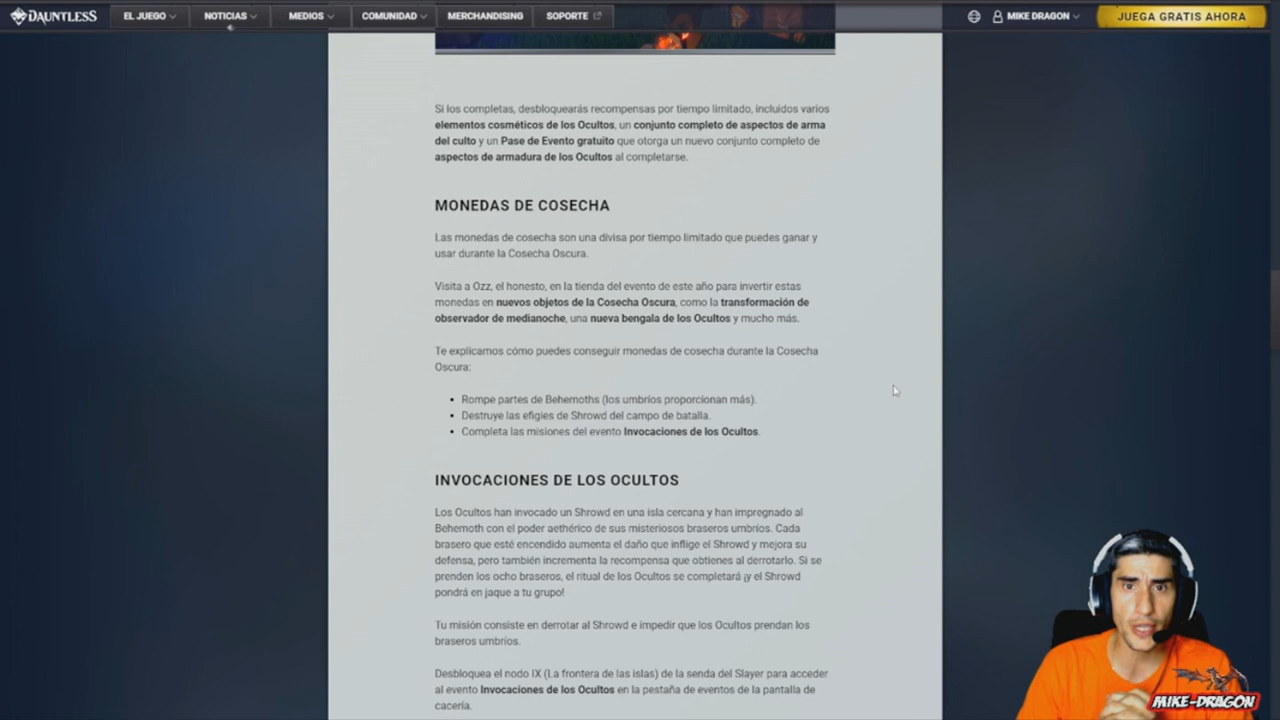 DAUNTLESS EL JUEGO NOTICIAS MEDIOS COMUNIDAD MERCHANDISING SOPORTE MIKE DRAGON JUEGA GRATIS AHORA
Si los completas, desbloquearás recompensas por tiempo limitado, incluidos varios
elementos cosméticos de los Ocultos, un conjunto completo de aspectos de arma
del culto y un Pase de Evento gratuito que otorga un nuevo conjunto completo de
aspectos de armadura de los Ocultos al completarse.
MONEDAS DE COSECHA
Las monedas de cosecha son una divisa por tiempo limitado que puedes ganar y
usar durante la Cosecha Oscura.
Visita a Ozz, el honesto, en la tienda del evento de este año para invertir estas
monedas en nuevos objetos de la Cosecha Oscura, como la transformación de
observador de medianoche, una nueva bengala de los Ocultos y mucho más.
Te explicamos cómo puedes conseguir monedas de cosecha durante la Cosecha
Oscura:
▪ Rompe partes de Behemoths (los umbríos proporcionan más).
▪ Destruye las efigies de Shrowd del campo de batalla.
▪ Completa las misiones del evento Invocaciones de los Ocultos.
INVOCACIONES DE LOS OCULTOS
Los Ocultos han invocado un Shrowd en una isla cercana y han impregnado al
Behemoth con el poder aethérico de sus misteriosos braseros umbríos. Cada
brasero que esté encendido aumenta el daño que inflige el Shrowd y mejora su
defensa, pero también incrementa la recompensa que obtienes al derrotarlo. Si se
prenden los ocho braseros, el ritual de los Ocultos se completará ¡y el Shrowd
pondrá en jaque a tu grupo!
Tu misión consiste en derrotar al Shrowd e impedir que los Ocultos prendan los
braseros umbríos.
Desbloquea el nodo IX (La frontera de las islas) de la senda del Slayer para acceder
al evento Invocaciones de los Ocultos en la pestaña de eventos de la pantalla de
cacería.
MIKE-DRAGON